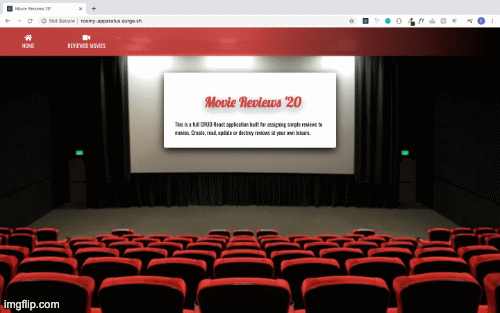 Movie Reviews '20
Not Secure | roomy-apparatus.surge.sh
HOME
REVIEWED MOVIES
Movie Reviews '20
This is a full CRUD React application built for assigning simple reviews to
movies. Create, read, update or destroy reviews at your own leisure.
imgflip.com